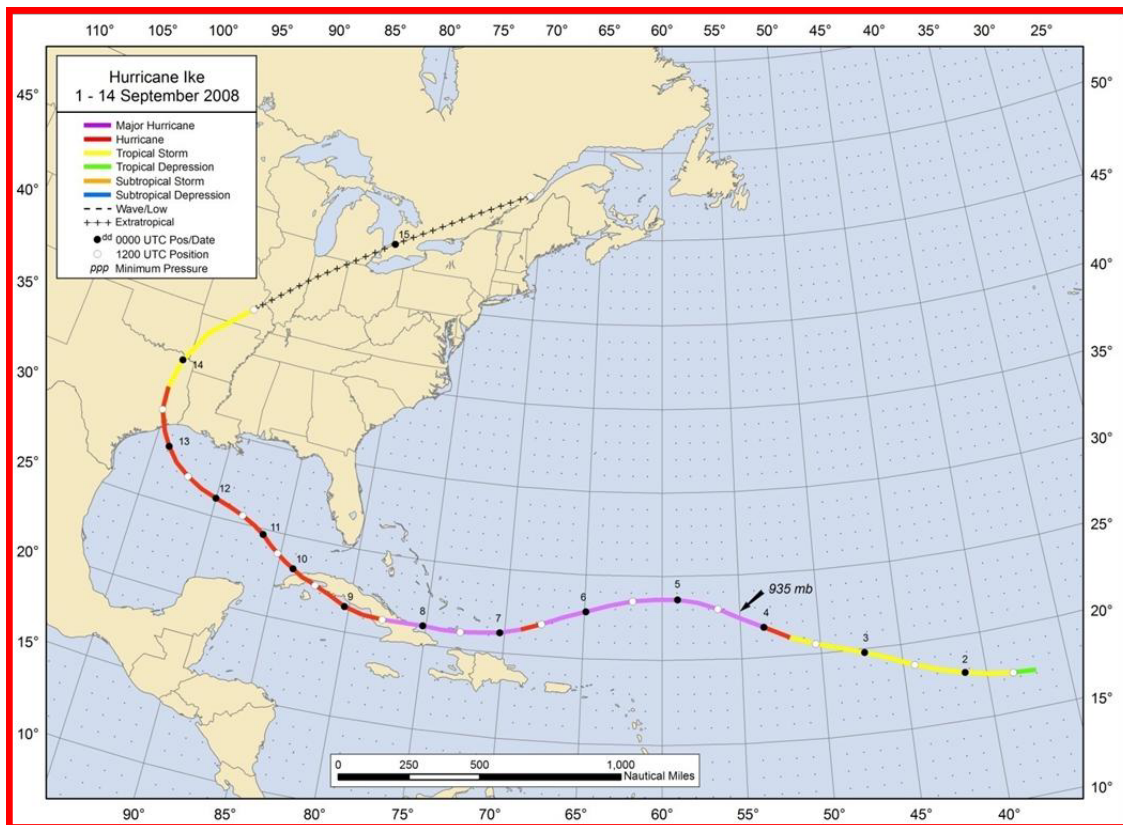 110° 105° 100° 95° 90° 85° 80° 75° 70° 65° 60° 55° 50° 45° 40° 35° 30° 25°
Hurricane Ike
1 - 14 September 2008
Major Hurricane
Hurricane
Tropical Storm
Tropical Depression
Subtropical Storm
Subtropical Depression
Wave/Low
Extratropical
dd 0000 UTC Pos/Date
1200 UTC Position
ppp Minimum Pressure
45°
40°
35°
30°
25°
20°
15°
10°
50°
45°
40°
35°
30°
25°
20°
15°
10°
15
14
13
12
11
10
9
8
7
6
5
935 mb
4
3
2
0 250 500 1,000
Nautical Miles
90° 85° 80° 75° 70° 65° 60° 55° 50° 45° 40°